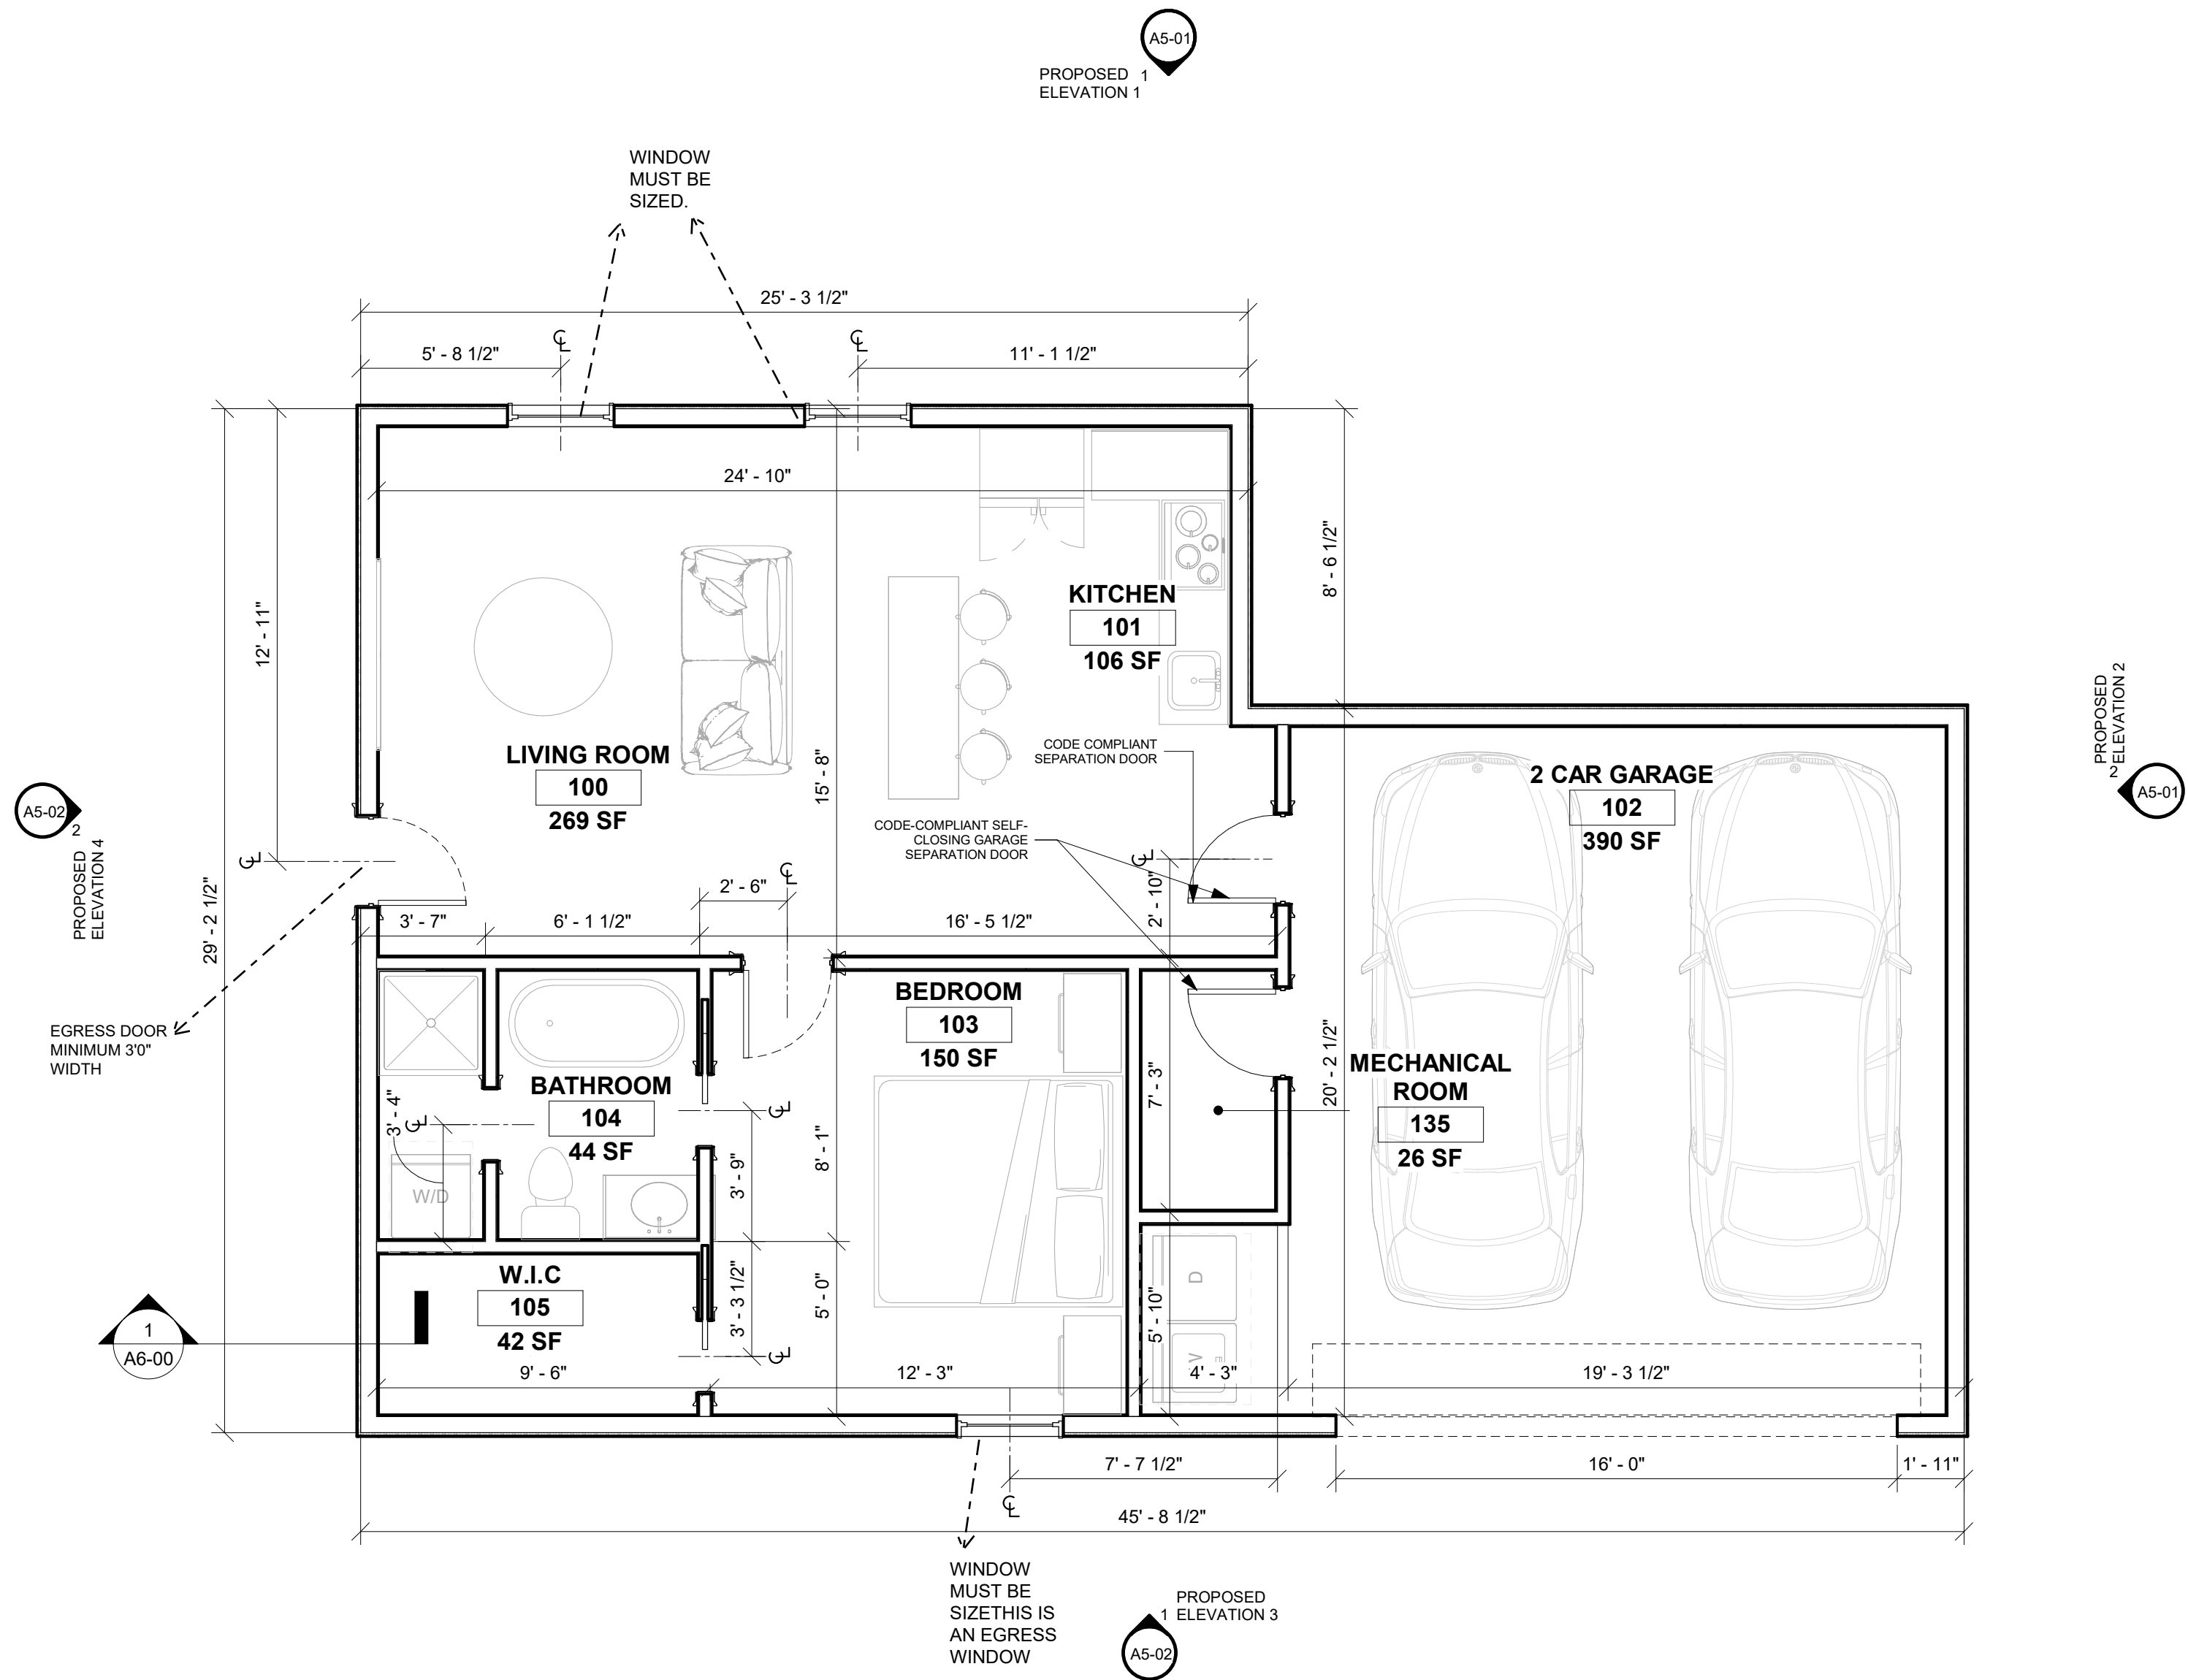 A5-01
PROPOSED 1
ELEVATION 1
WINDOW
MUST BE
SIZED.
25' - 3 1/2"
5' - 8 1/2"
11' - 1 1/2"
24' - 10"
12' - 11"
8' - 6 1/2"
KITCHEN
101
106 SF
LIVING ROOM
100
269 SF
15' - 8"
CODE COMPLIANT
SEPARATION DOOR
2 CAR GARAGE
102
390 SF
PROPOSED
ELEVATION 2
2
A5-01
A5-02
2
PROPOSED
ELEVATION 4
CODE-COMPLIANT SELF-
CLOSING GARAGE
SEPARATION DOOR
29' - 2 1/2"
2' - 6"
2' - 10"
3' - 7"
6' - 1 1/2"
16' - 5 1/2"
EGRESS DOOR
MINIMUM 3'0"
WIDTH
BEDROOM
103
150 SF
BATHROOM
104
44 SF
3' - 4"
W/D
3' - 9"
8' - 1"
7' - 3"
20' - 2 1/2"
MECHANICAL
ROOM
135
26 SF
W.I.C
105
42 SF
3' - 3 1/2"
5' - 0"
5' - 10"
D
W
1
A6-00
9' - 6"
12' - 3"
4' - 3"
19' - 3 1/2"
7' - 7 1/2"
16' - 0"
1' - 11"
45' - 8 1/2"
WINDOW
MUST BE
SIZETHIS IS
AN EGRESS
WINDOW
PROPOSED
1 ELEVATION 3
A5-02